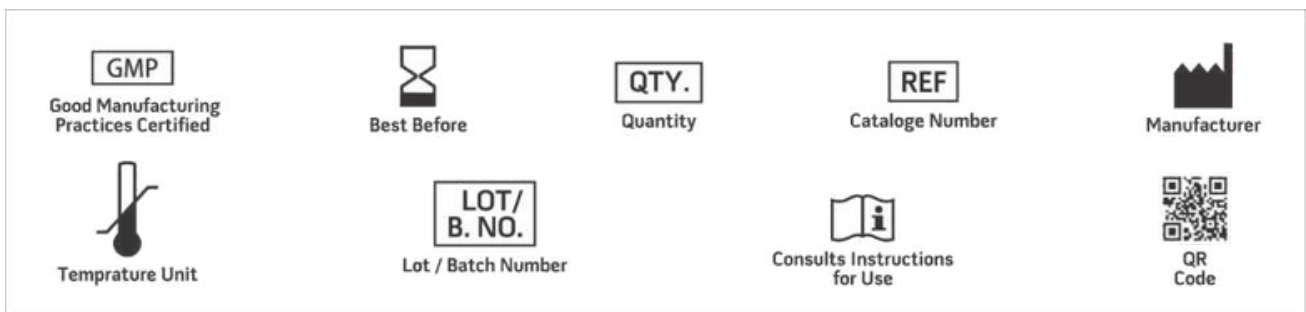 GMP
Good Manufacturing
Practices Certified
Best Before
QTY.
Quantity
REF
Cataloge Number
Manufacturer
Temprature Unit
LOT/
B. NO.
Lot / Batch Number
i
Consults Instructions
for Use
QR
Code